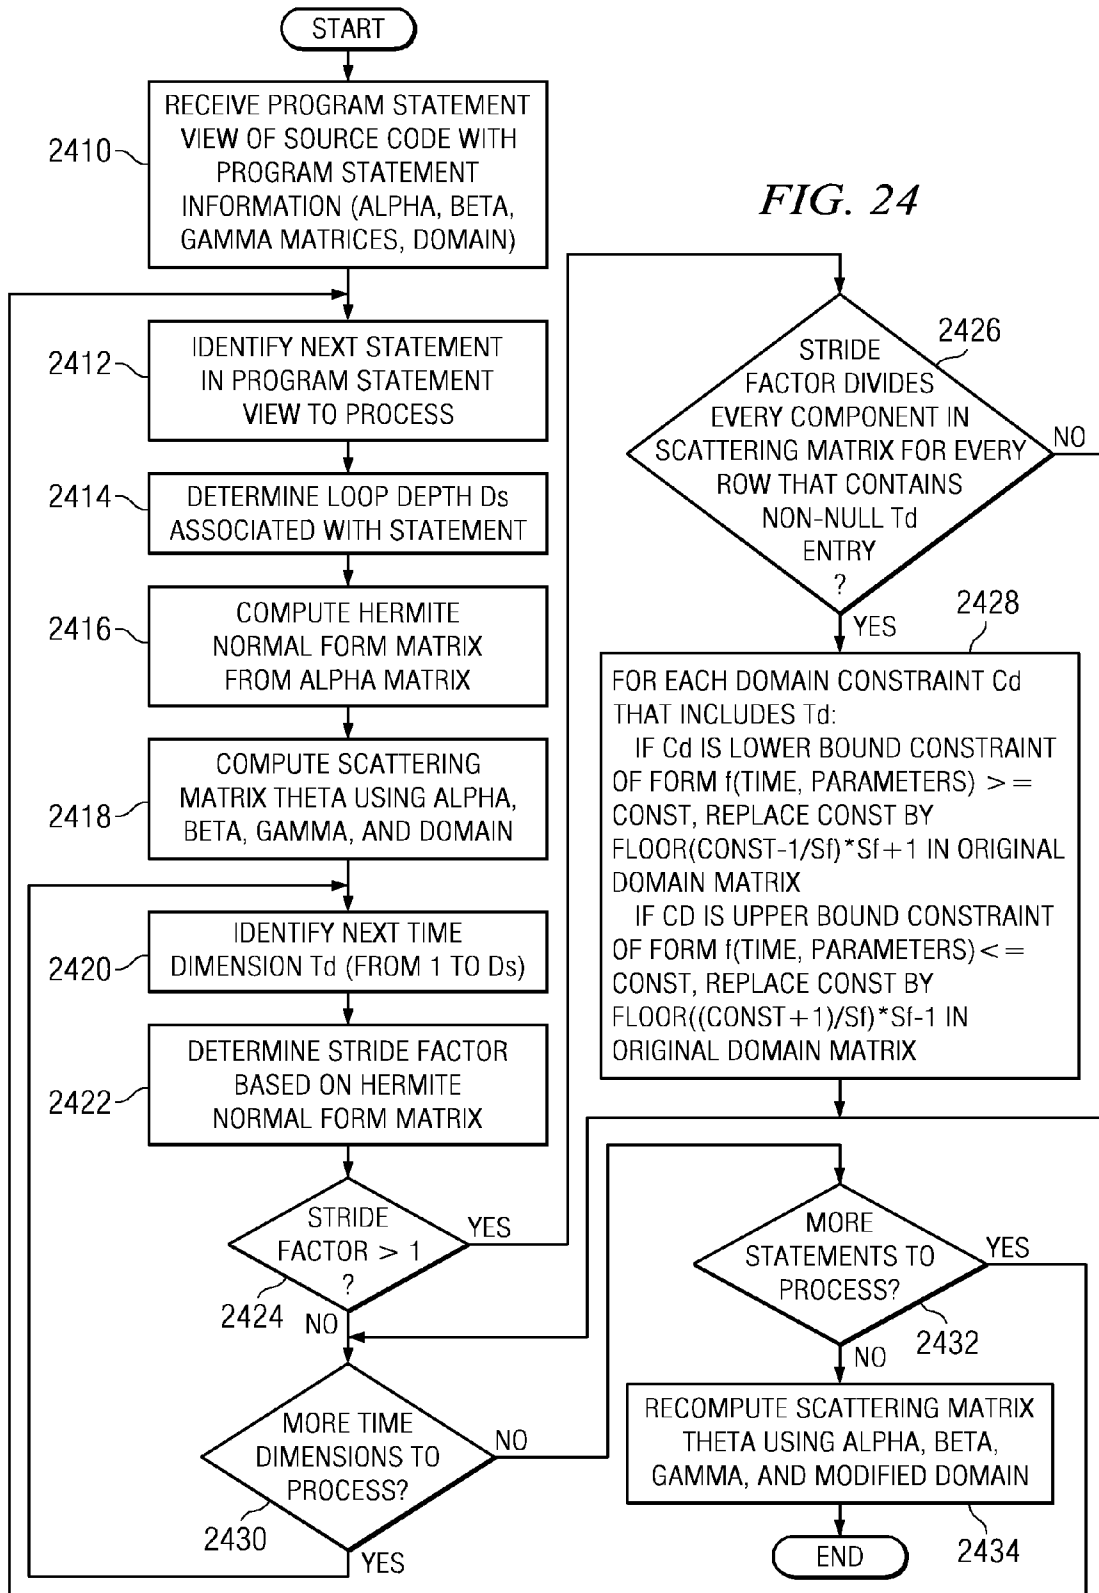 START
RECEIVE PROGRAM STATEMENT
VIEW OF SOURCE CODE WITH
PROGRAM STATEMENT
INFORMATION (ALPHA, BETA,
GAMMA MATRICES, DOMAIN)
2410
FIG. 24
IDENTIFY NEXT STATEMENT
IN PROGRAM STATEMENT
VIEW TO PROCESS
2412
DETERMINE LOOP DEPTH Ds
ASSOCIATED WITH STATEMENT
2414
COMPUTE HERMITE
NORMAL FORM MATRIX
FROM ALPHA MATRIX
2416
COMPUTE SCATTERING
MATRIX THETA USING ALPHA,
BETA, GAMMA, AND DOMAIN
2418
IDENTIFY NEXT TIME
DIMENSION Td (FROM 1 TO Ds)
2420
DETERMINE STRIDE FACTOR
BASED ON HERMITE
NORMAL FORM MATRIX
2422
STRIDE
FACTOR > 1
?
YES
2424
NO
MORE TIME
DIMENSIONS TO
PROCESS?
NO
2430
YES
STRIDE
FACTOR DIVIDES
EVERY COMPONENT IN
SCATTERING MATRIX FOR EVERY
ROW THAT CONTAINS
NON-NULL Td
ENTRY
?
2426
NO
YES
2428
FOR EACH DOMAIN CONSTRAINT Cd
THAT INCLUDES Td:
IF Cd IS LOWER BOUND CONSTRAINT
OF FORM f(TIME, PARAMETERS) >=
CONST, REPLACE CONST BY
FLOOR(CONST-1/Sf)*Sf+1 IN ORIGINAL
DOMAIN MATRIX
IF CD IS UPPER BOUND CONSTRAINT
OF FORM f(TIME, PARAMETERS)<=
CONST, REPLACE CONST BY
FLOOR((CONST+1)/Sf)*Sf-1 IN
ORIGINAL DOMAIN MATRIX
MORE
STATEMENTS TO
PROCESS?
YES
2432
NO
RECOMPUTE SCATTERING MATRIX
THETA USING ALPHA, BETA,
GAMMA, AND MODIFIED DOMAIN
2434
END